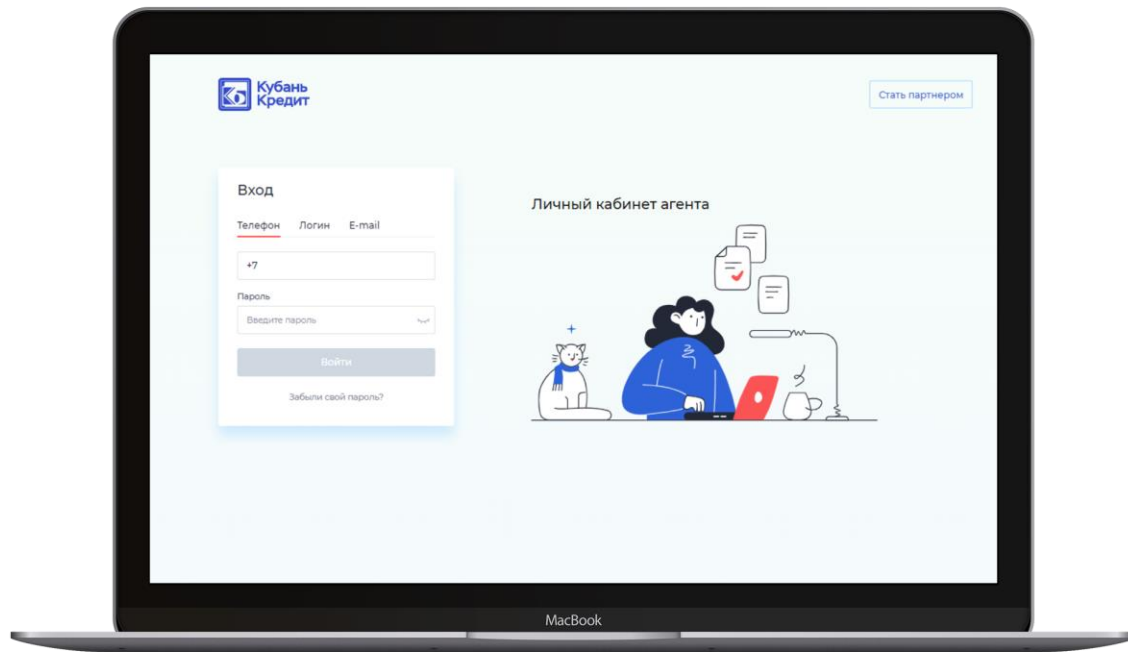 Кубань
Кредит
Стать партнером
Вход
Телефон Логин E-mail
+7
Пароль
Введите пароль
Войти
Забыли свой пароль?
Личный кабинет агента
MacBook